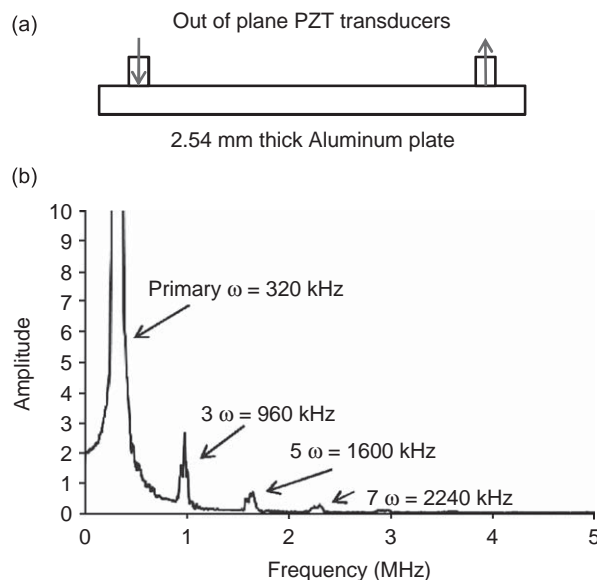 (a)
Out of plane PZT transducers
2.54 mm thick Aluminum plate
(b)
10
9
8
7
6
5
4
3
2
1
0
Amplitude
Primary ω = 320 kHz
3 ω = 960 kHz
5 ω = 1600 kHz
7 ω = 2240 kHz
0 1 2 3 4 5
Frequency (MHz)